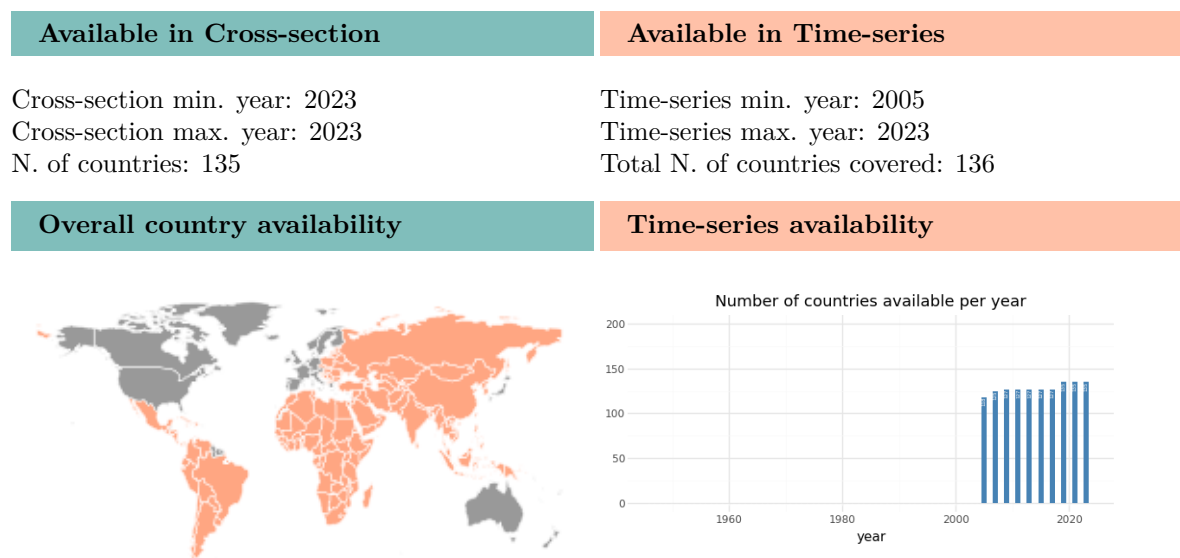 Available in Cross-section
Available in Time-series
Cross-section min. year: 2023
Cross-section max. year: 2023
N. of countries: 135
Time-series min. year: 2005
Time-series max. year: 2023
Total N. of countries covered: 136
Overall country availability
Time-series availability
Number of countries available per year
200
150
100
50
0
1960
1980
2000
2020
year